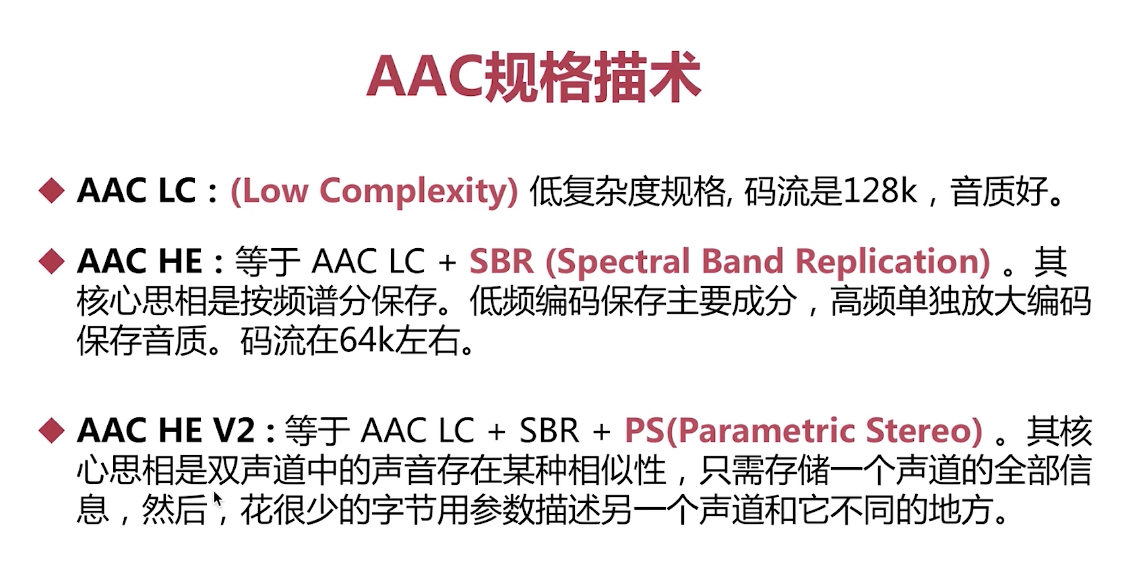 AAC规格描术
◆ AAC LC：(Low Complexity) 低复杂度规格, 码流是128k，音质好。
◆ AAC HE：等于 AAC LC + SBR (Spectral Band Replication) 。其
核心思相是按频谱分保存。低频编码保存主要成分，高频单独放大编码
保存音质。码流在64k左右。
◆ AAC HE V2：等于 AAC LC + SBR + PS(Parametric Stereo) 。其核
心思相是双声道中的声音存在某种相似性，只需存储一个声道的全部信
息，然后，花很少的字节用参数描述另一个声道和它不同的地方。